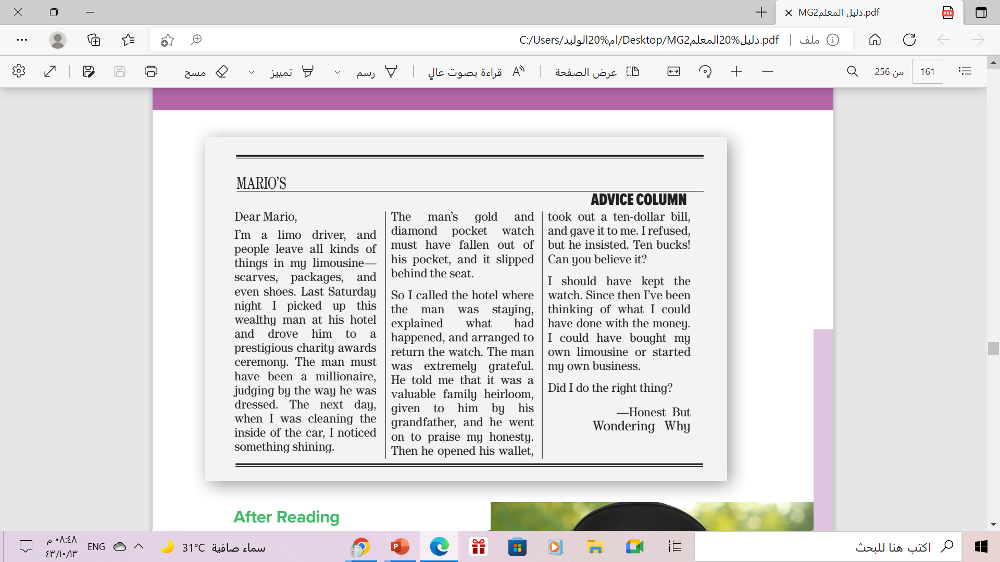 MG2دليل المعلم.pdf
C:/Users/ام%20الوليد/Desktop/MG2دليل%20المعلم.pdf
ملف
مسح
تمييز
رسم
قراءة بصوت عالٍ
عرض الصفحة
من 256
161
MARIO'S
ADVICE COLUMN
Dear Mario,
I'm a limo driver, and
people leave all kinds of
things in my limousine—
scarves, packages, and
even shoes. Last Saturday
night I picked up this
wealthy man at his hotel
and drove him to a
prestigious charity awards
ceremony. The man must
have been a millionaire,
judging by the way he was
dressed. The next day,
when I was cleaning the
inside of the car, I noticed
something shining.
The man's gold and
diamond pocket watch
must have fallen out of
his pocket, and it slipped
behind the seat.
So I called the hotel where
the man was staying,
explained what had
happened, and arranged to
return the watch. The man
was extremely grateful.
He told me that it was a
valuable family heirloom,
given to him by his
grandfather, and he went
on to praise my honesty.
Then he opened his wallet,
took out a ten-dollar bill,
and gave it to me. I refused,
but he insisted. Ten bucks!
Can you believe it?
I should have kept the
watch. Since then I've been
thinking of what I could
have done with the money.
I could have bought my
own limousine or started
my own business.
Did I do the right thing?
—Honest But
Wondering Why
After Reading
٠٨:٤٨ م
٤٣/١٠/١٣
ENG
31°C سماء صافية
اكتب هنا للبحث